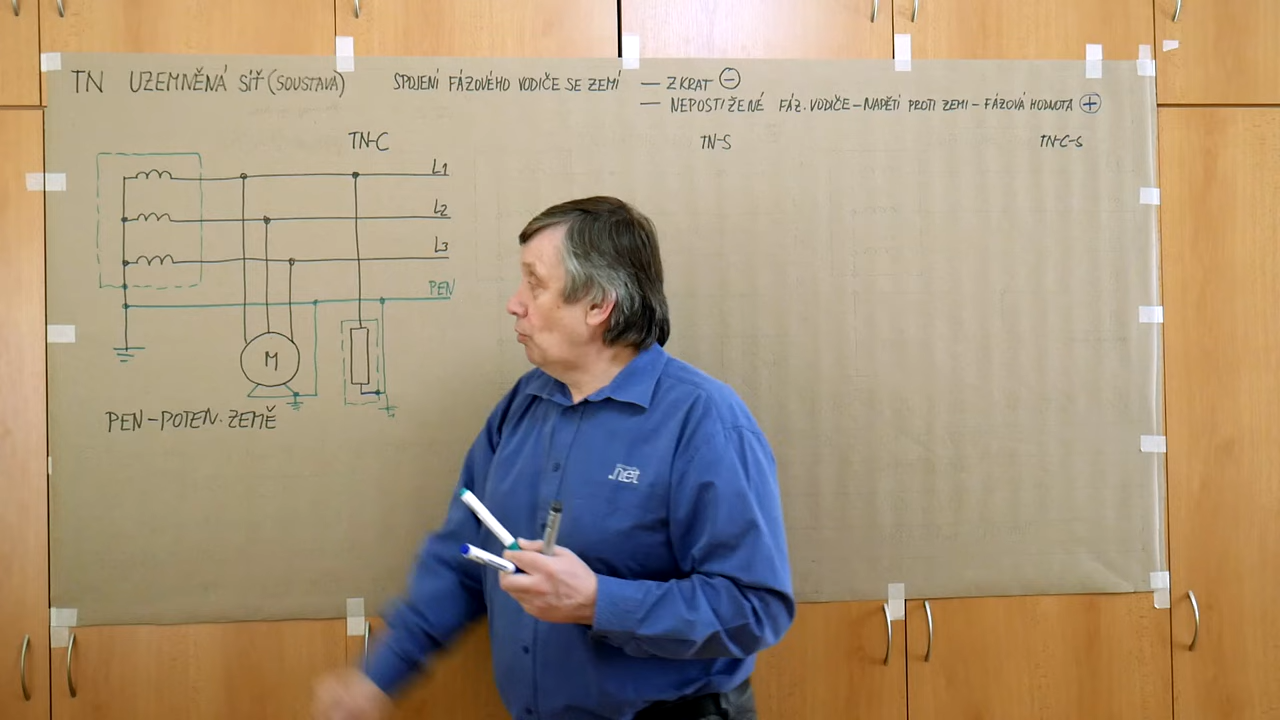 TN UZEMNĚNÁ SÍŤ (SOUSTAVA) SPOJENÍ FÁZOVÉHO VODIČE SE ZEMÍ — ZKRAT ⊖
— NEPOSTIŽENÉ FÁZ. VODIČE – NAPĚTÍ PROTI ZEMI – FÁZOVÁ HODNOTA ⊕
TN-C
TN-S
TN-C-S
L1
L2
L3
PEN
M
PEN – POTEN. ZEMĚ
.net